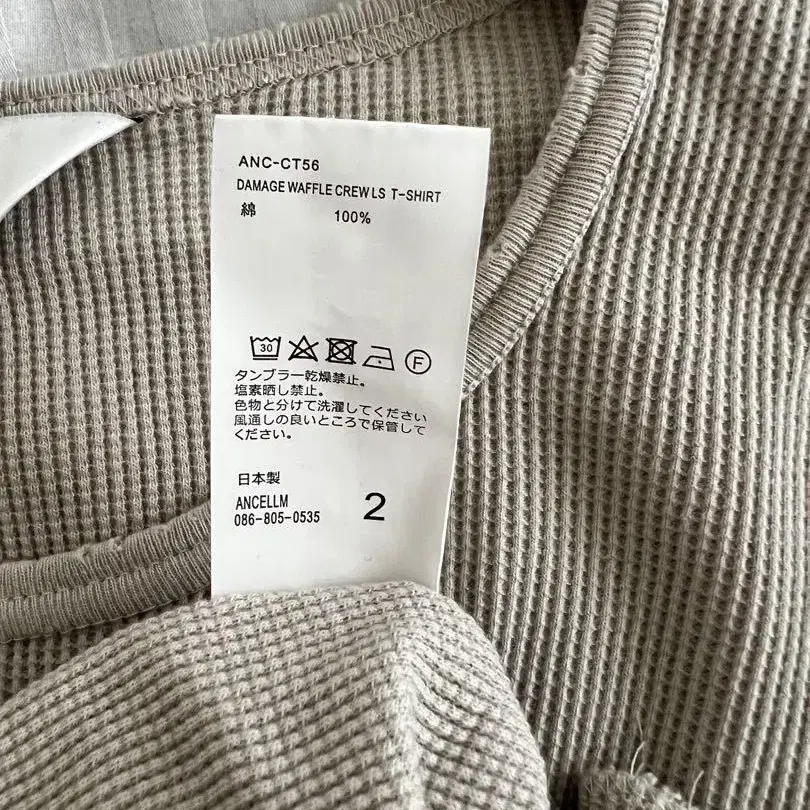 ANC-CT56
DAMAGE WAFFLE CREW LS T-SHIRT
綿 100%
30 F
タンブラー乾燥禁止。
塩素晒し禁止。
色物と分けて洗濯してください
風通しの良いところで保管して
ください。
日本製
ANCELLM
086-805-0535
2